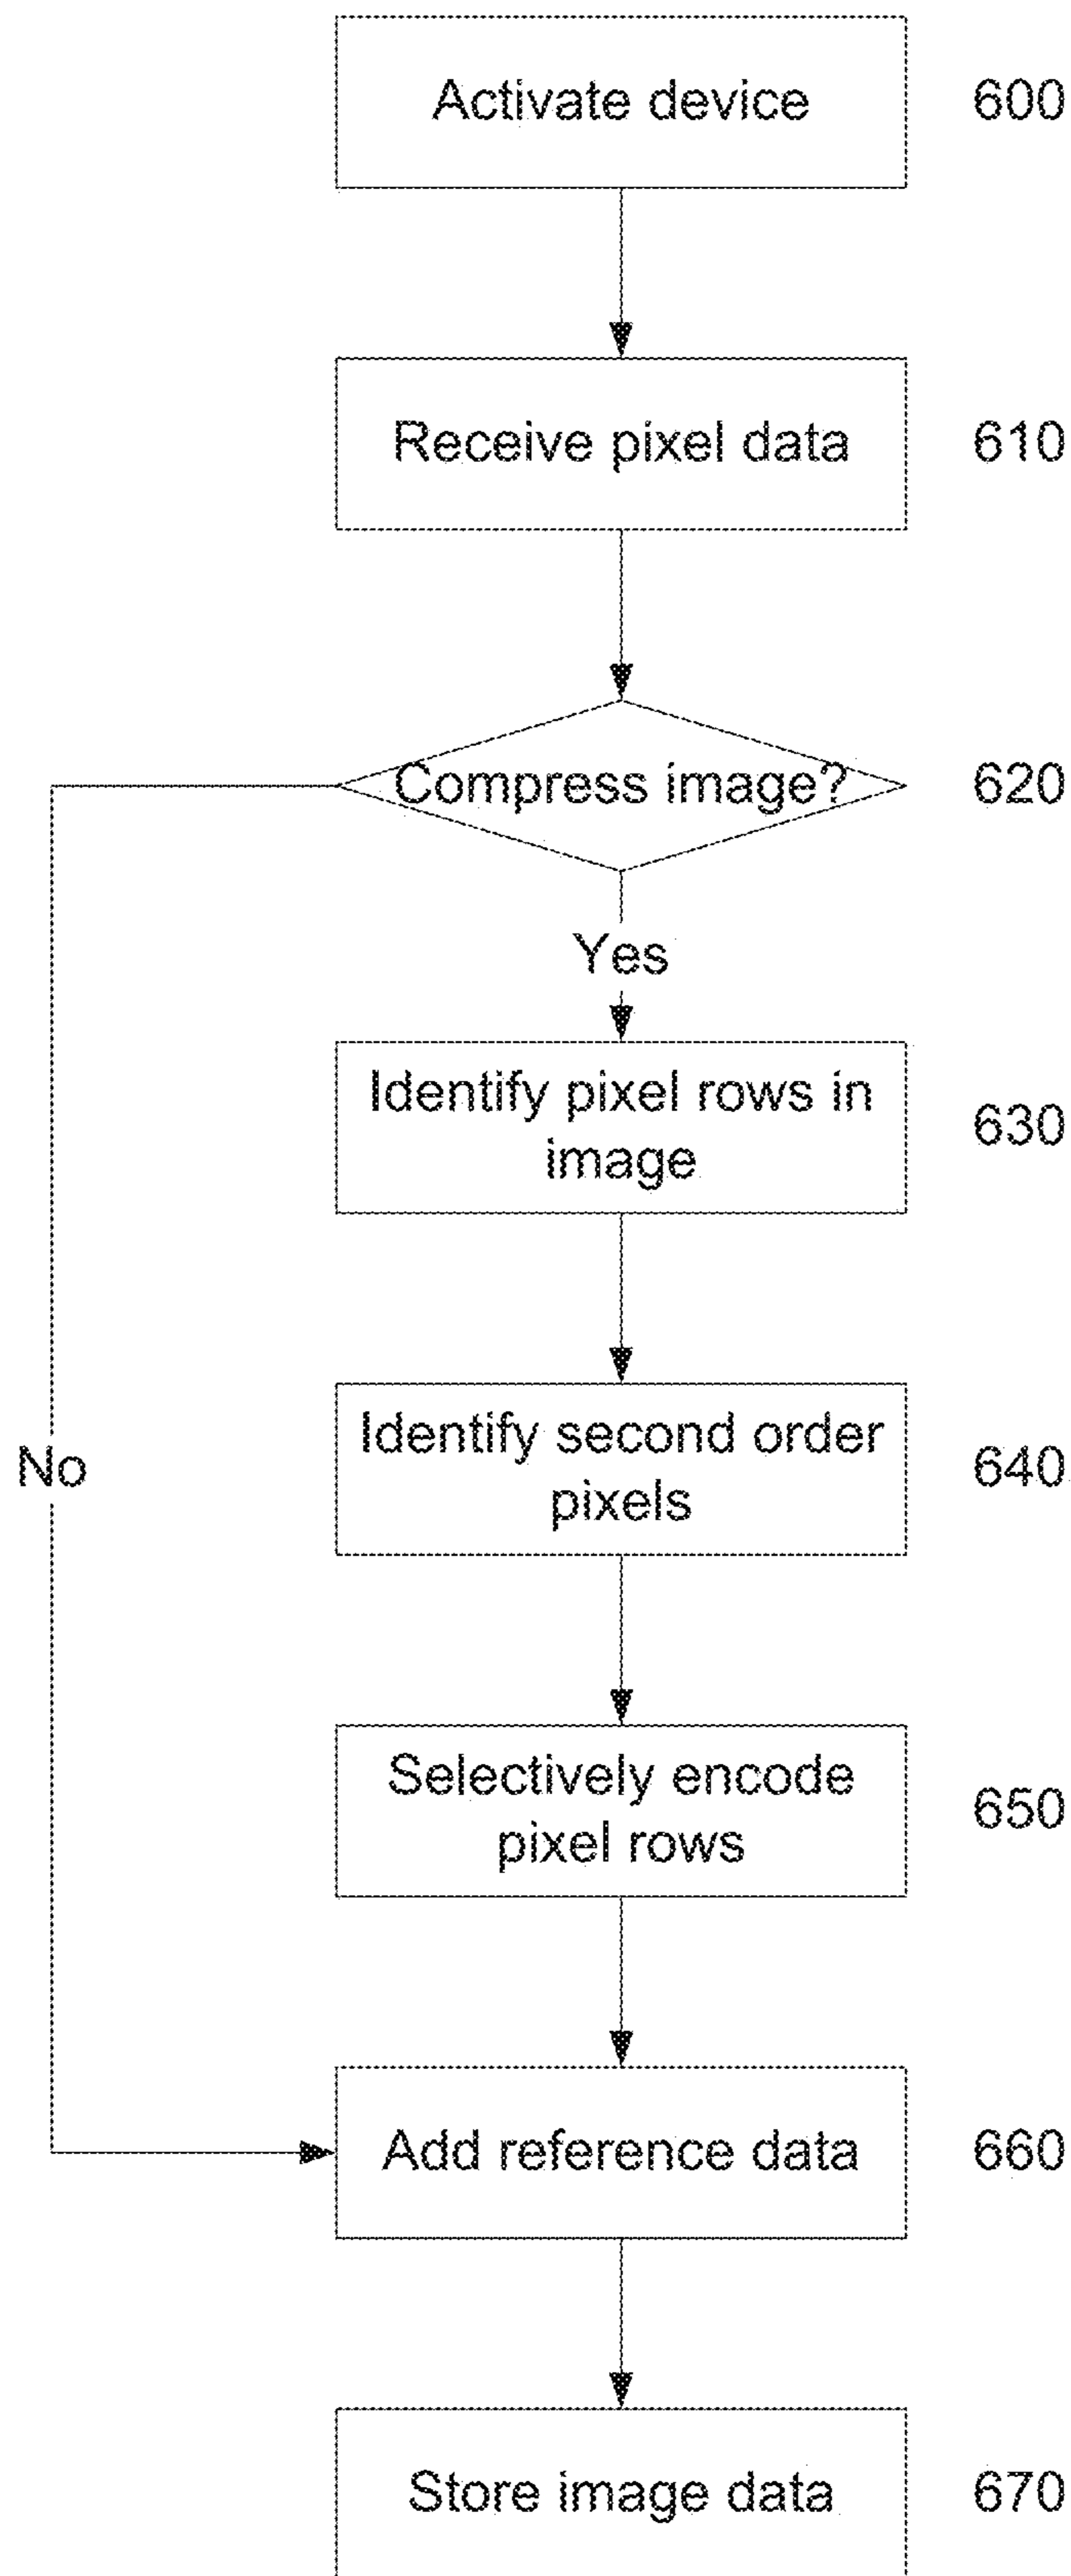 Activate device 600
Receive pixel data 610
Compress image? 620
Yes
Identify pixel rows in
image
630
Identify second order
pixels
640
No
Selectively encode
pixel rows
650
Add reference data 660
Store image data 670